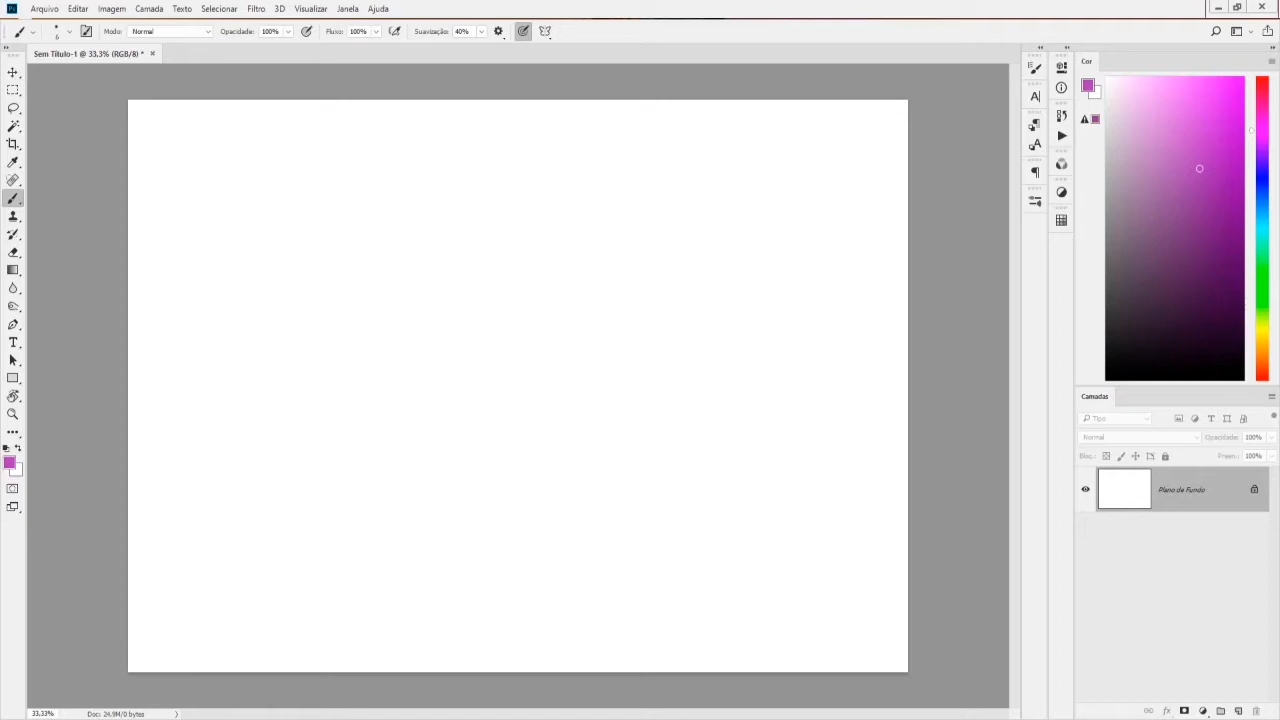 Ps Arquivo Editar Imagem Camada Texto Selecionar Filtro 3D Visualizar Janela Ajuda
6 Modo: Normal Opacidade: 100% Fluxo: 100% Suavização: 40%
Sem Título-1 @ 33,3% (RGB/8) *
Cor
Camadas
Tipo
Normal Opacidade: 100%
Bloq.: Preen.: 100%
Plano de Fundo
33,33% Doc: 24.9M/0 bytes